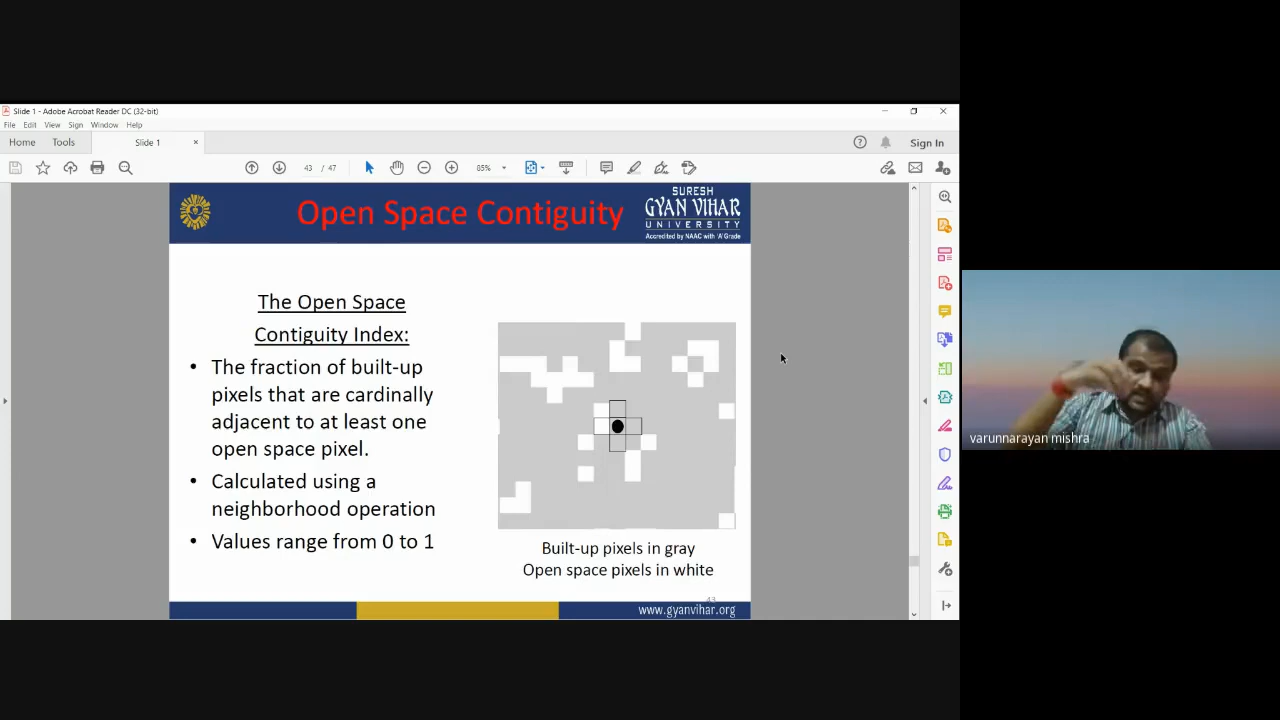 Slide 1 - Adobe Acrobat Reader DC (32-bit)
File Edit View Sign Window Help
Home Tools Slide 1 × Sign In
43 / 47 85%
Open Space Contiguity
SURESH
GYAN VIHAR
UNIVERSITY
Accredited by NAAC with 'A' Grade
The Open Space
Contiguity Index:
• The fraction of built-up
pixels that are cardinally
adjacent to at least one
open space pixel.
• Calculated using a
neighborhood operation
• Values range from 0 to 1
Built-up pixels in gray
Open space pixels in white
43
www.gyanvihar.org
varunnarayan mishra